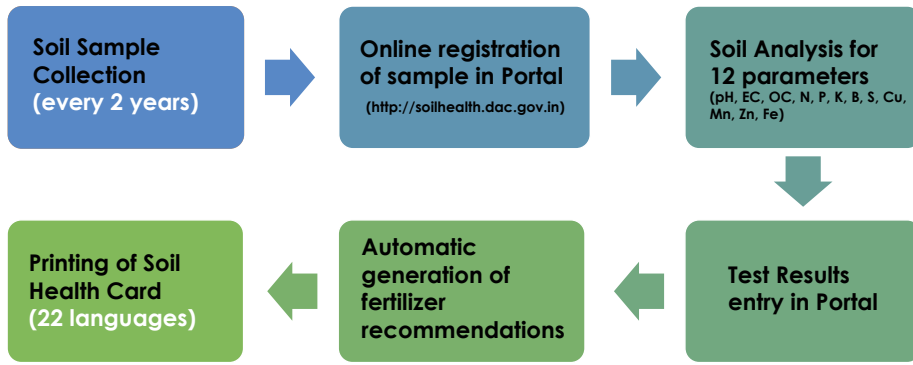 Soil Sample
Collection
(every 2 years)
Online registration
of sample in Portal
(http://soilhealth.dac.gov.in)
Soil Analysis for
12 parameters
(pH, EC, OC, N, P, K, B, S, Cu,
Mn, Zn, Fe)
Test Results
entry in Portal
Automatic
generation of
fertilizer
recommendations
Printing of Soil
Health Card
(22 languages)